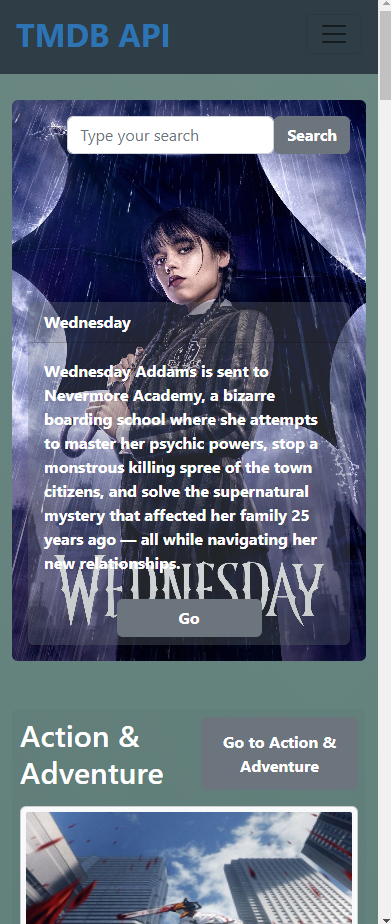 TMDB API
Type your search
Search
Wednesday
Wednesday Addams is sent to
Nevermore Academy, a bizarre
boarding school where she attempts
to master her psychic powers, stop a
monstrous killing spree of the town
citizens, and solve the supernatural
mystery that affected her family 25
years ago — all while navigating her
new relationships.
WEDNESDAY
Go
Action &
Adventure
Go to Action &
Adventure